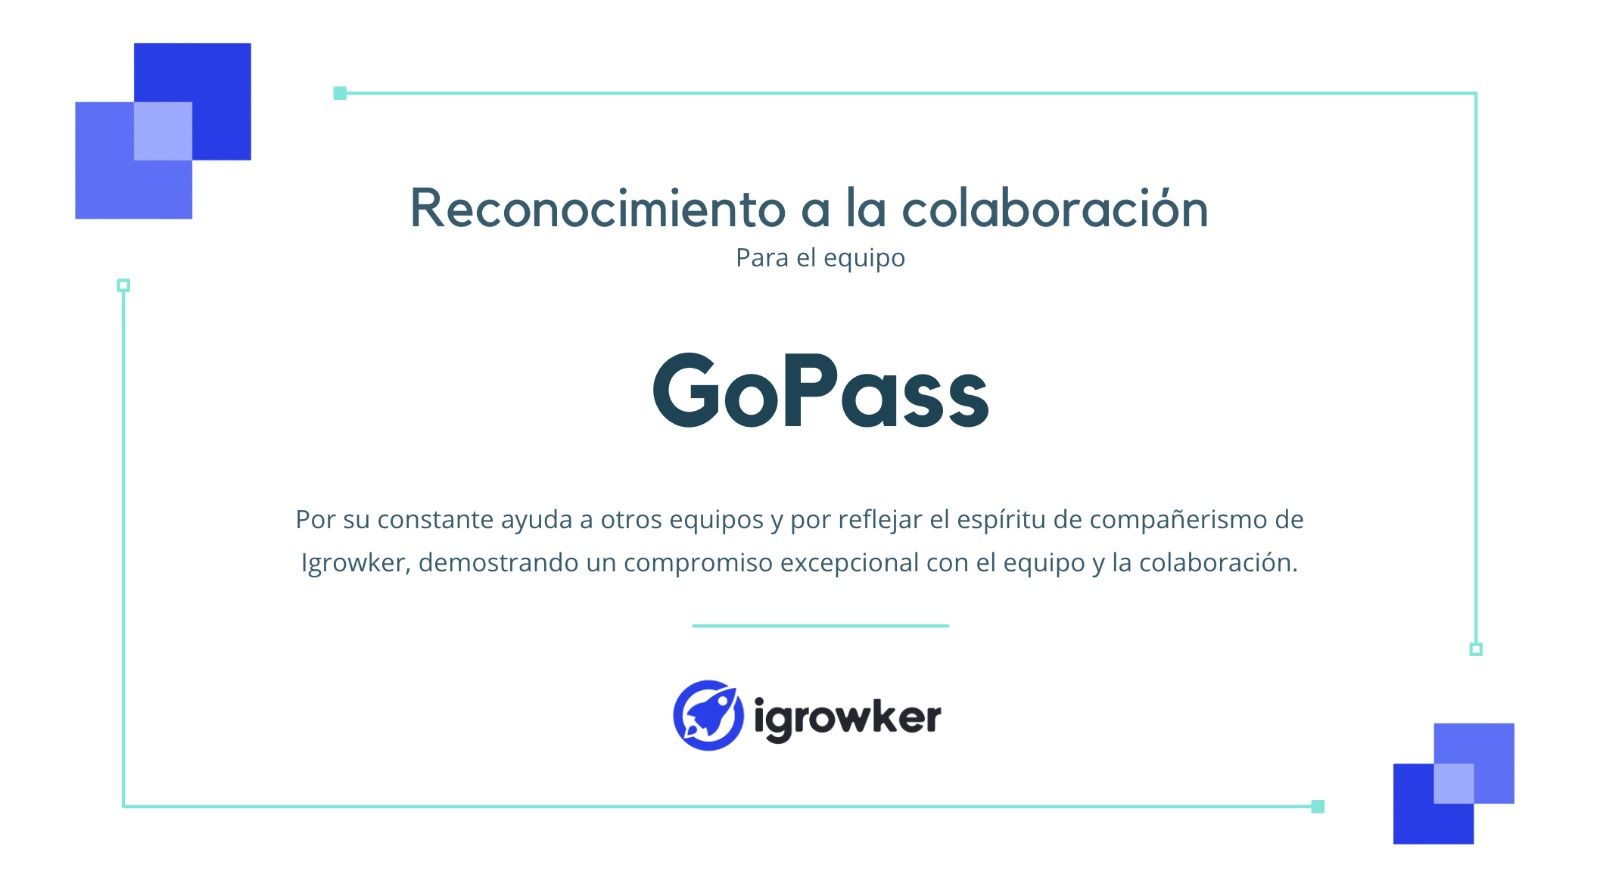 Reconocimiento a la colaboración
Para el equipo
GoPass
Por su constante ayuda a otros equipos y por reflejar el espíritu de compañerismo de
Igrowker, demostrando un compromiso excepcional con el equipo y la colaboración.
igrowker